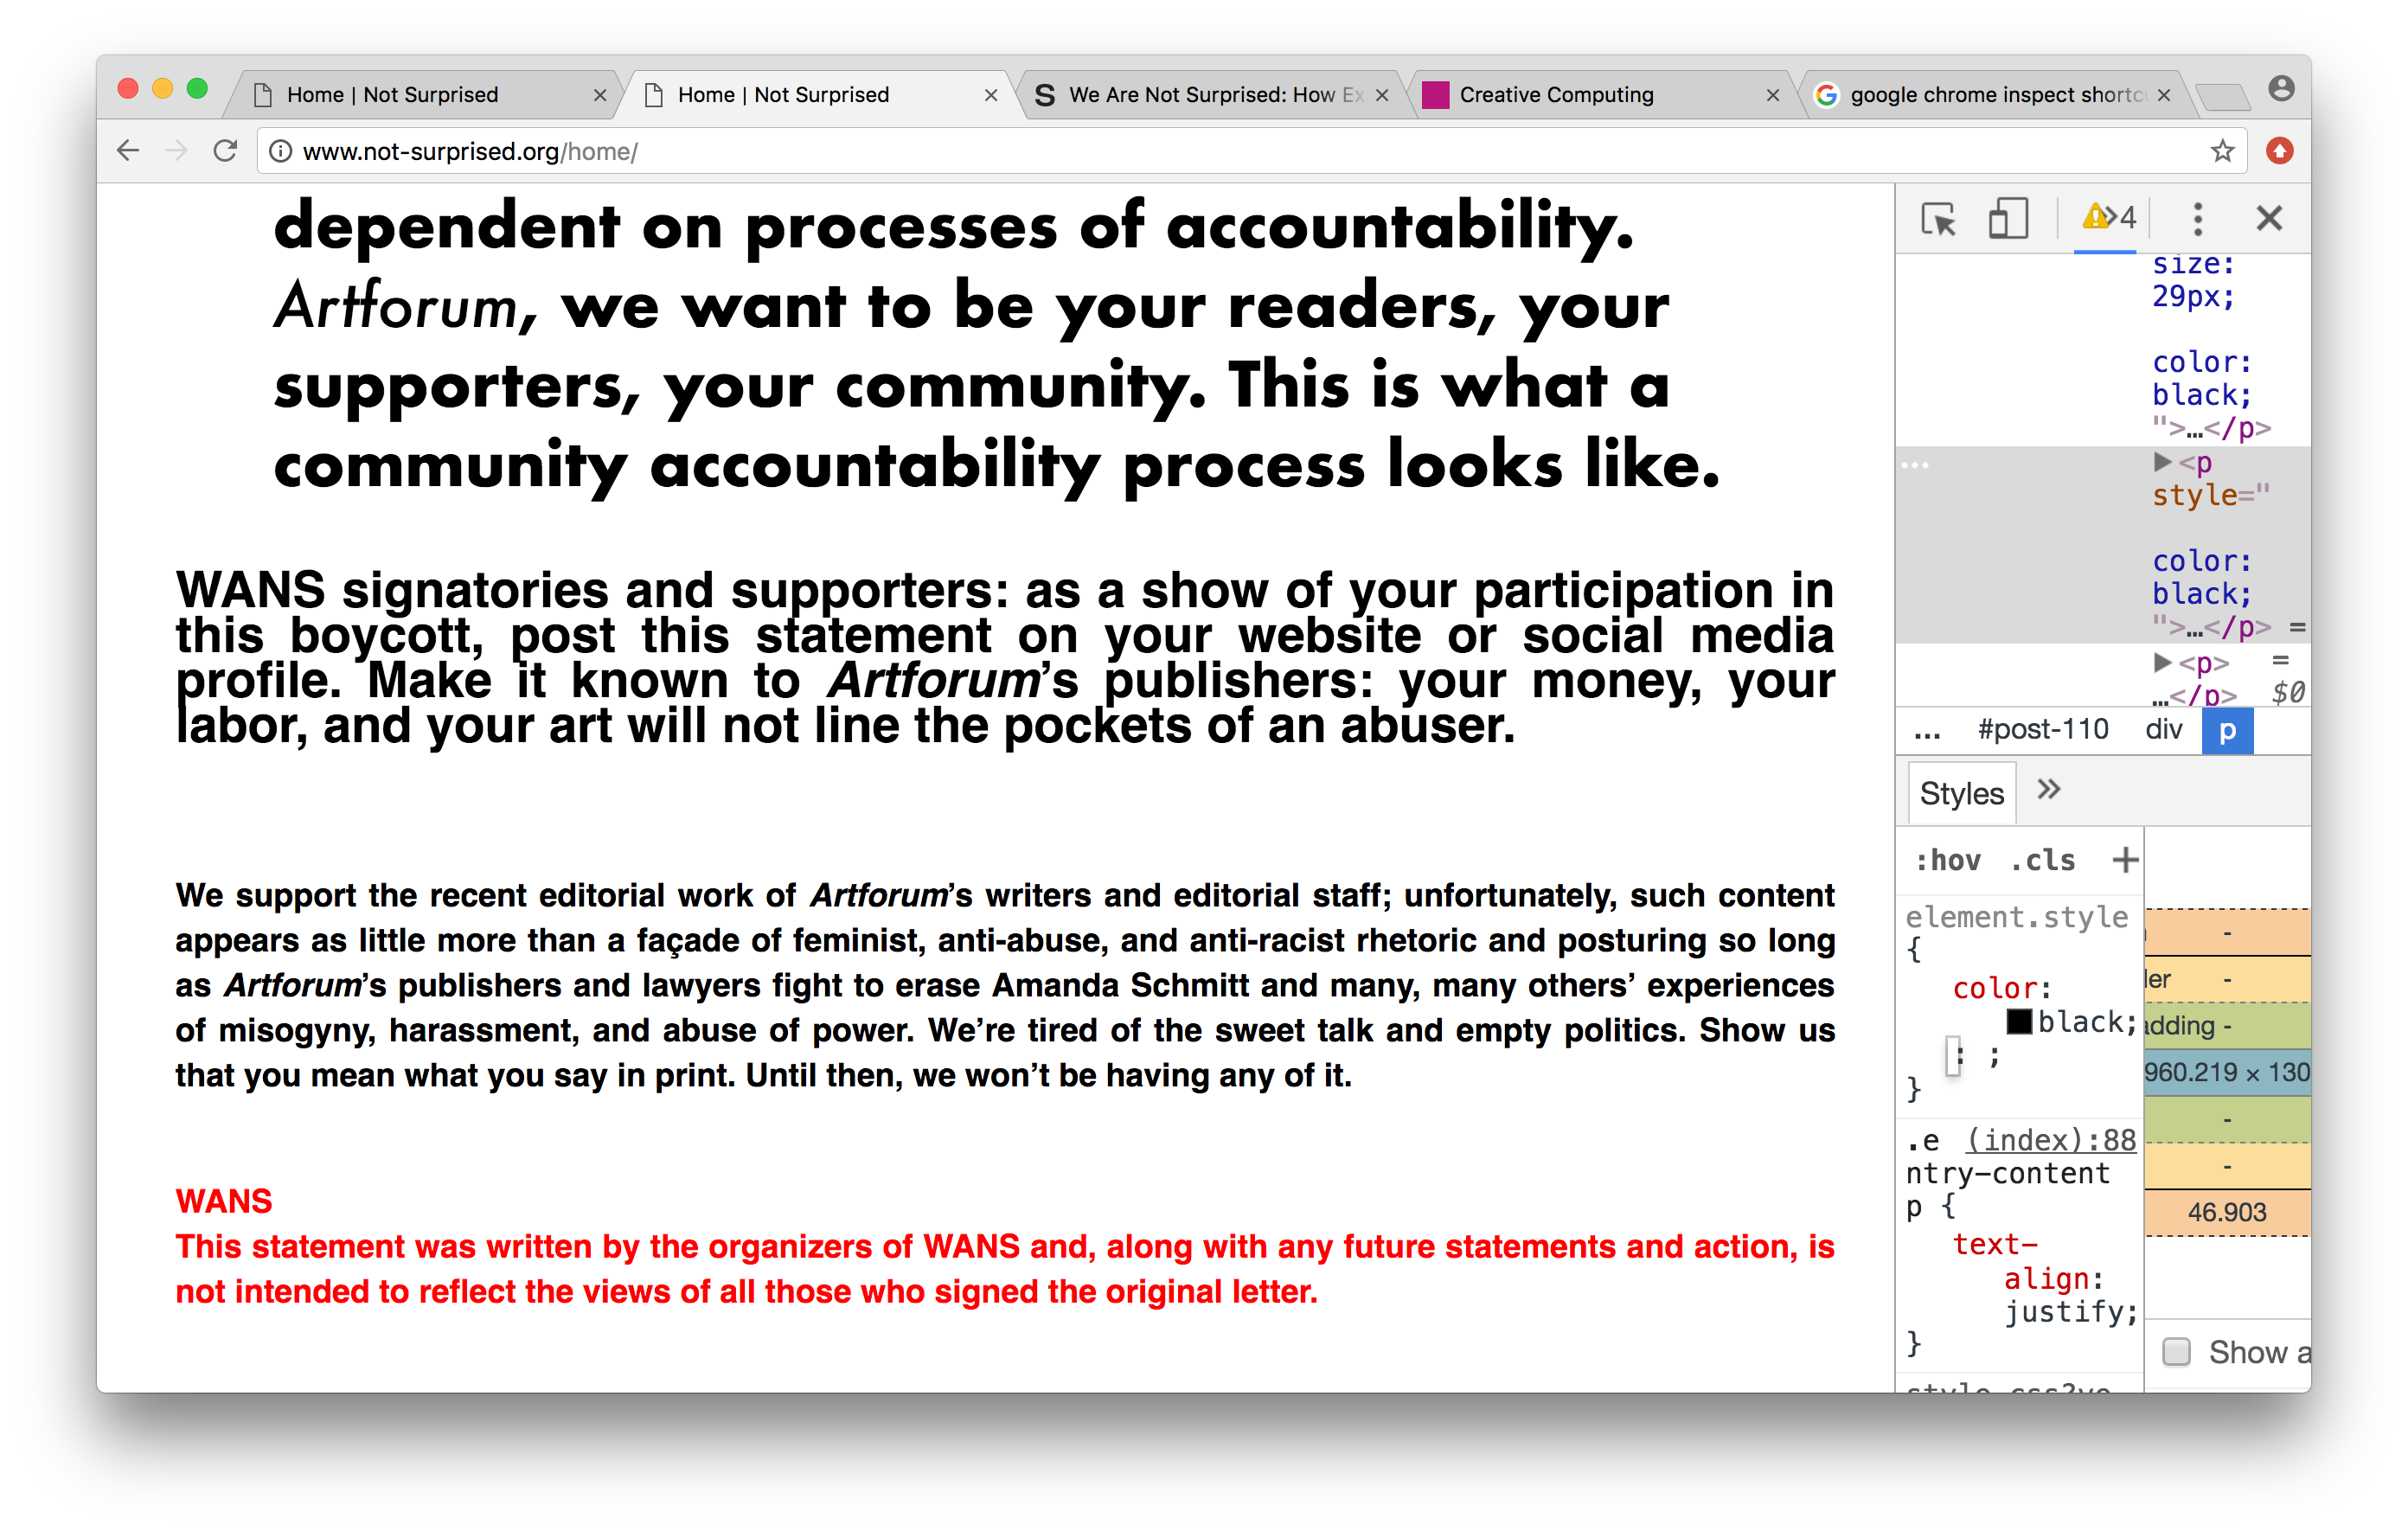 Home | Not Surprised
Home | Not Surprised
S We Are Not Surprised: How Ex
Creative Computing
google chrome inspect shortc
www.not-surprised.org/home/
dependent on processes of accountability.
Artforum, we want to be your readers, your
supporters, your community. This is what a
community accountability process looks like.
WANS signatories and supporters: as a show of your participation in
this boycott, post this statement on your website or social media
profile. Make it known to Artforum’s publishers: your money, your
labor, and your art will not line the pockets of an abuser.
We support the recent editorial work of Artforum’s writers and editorial staff; unfortunately, such content
appears as little more than a façade of feminist, anti-abuse, and anti-racist rhetoric and posturing so long
as Artforum’s publishers and lawyers fight to erase Amanda Schmitt and many, many others’ experiences
of misogyny, harassment, and abuse of power. We’re tired of the sweet talk and empty politics. Show us
that you mean what you say in print. Until then, we won’t be having any of it.
WANS
This statement was written by the organizers of WANS and, along with any future statements and action, is
not intended to reflect the views of all those who signed the original letter.
4
size:
29px;
color:
black;
">…</p>
<p
style="
color:
black;
">…</p> =
<p> =
…</p> $0
... #post-110 div p
Styles
:hov .cls +
element.style
{
color:
black;
: ;
}
.e (index):88
ntry-content
p {
text-
align:
justify;
}
-
ler -
adding -
960.219 × 130
-
-
46.903
Show a